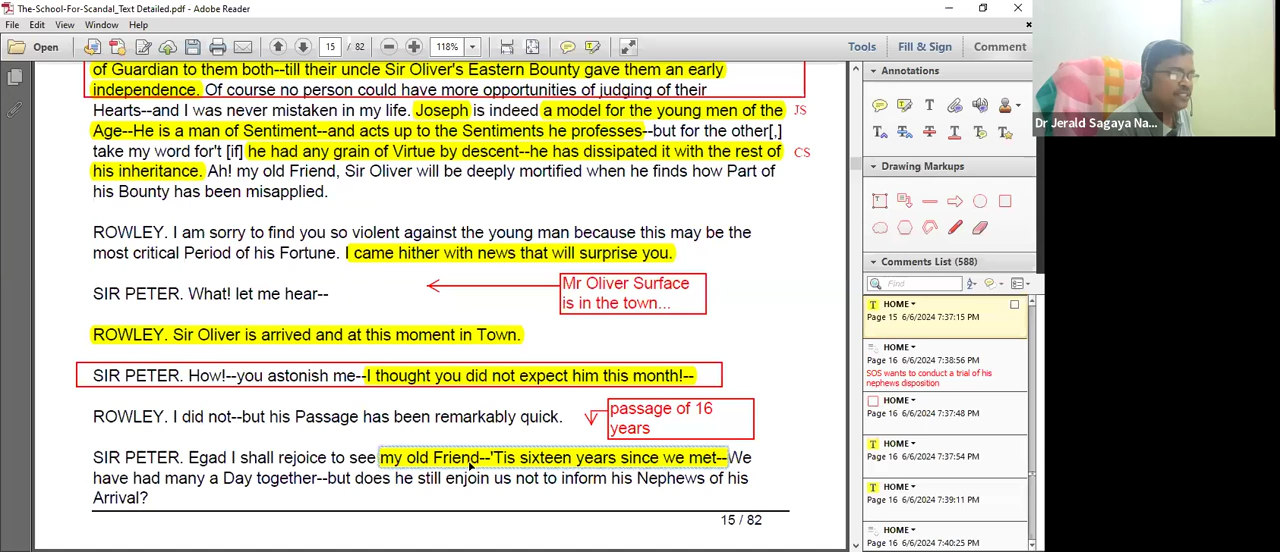 The-School-For-Scandal_Text Detailed.pdf - Adobe Reader
File Edit View Window Help
Open 15 / 82 118% Tools Fill & Sign Comment
of Guardian to them both--till their uncle Sir Oliver's Eastern Bounty gave them an early
independence. Of course no person could have more opportunities of judging of their
Hearts--and I was never mistaken in my life. Joseph is indeed a model for the young men of the JS
Age--He is a man of Sentiment--and acts up to the Sentiments he professes--but for the other[,]
take my word for't [if] he had any grain of Virtue by descent--he has dissipated it with the rest of CS
his inheritance. Ah! my old Friend, Sir Oliver will be deeply mortified when he finds how Part of
his Bounty has been misapplied.
ROWLEY. I am sorry to find you so violent against the young man because this may be the
most critical Period of his Fortune. I came hither with news that will surprise you.
SIR PETER. What! let me hear--
Mr Oliver Surface
is in the town...
ROWLEY. Sir Oliver is arrived and at this moment in Town.
SIR PETER. How!--you astonish me--I thought you did not expect him this month!--
ROWLEY. I did not--but his Passage has been remarkably quick.
passage of 16
years
SIR PETER. Egad I shall rejoice to see my old Friend--'Tis sixteen years since we met--We
have had many a Day together--but does he still enjoin us not to inform his Nephews of his
Arrival?
15 / 82
Annotations
Drawing Markups
Comments List (588)
Find
HOME
Page 15 6/6/2024 7:37:15 PM
HOME
Page 16 6/6/2024 7:38:56 PM
SOS wants to conduct a trial of his
nephews disposition
HOME
Page 16 6/6/2024 7:37:48 PM
HOME
Page 16 6/6/2024 7:37:54 PM
HOME
Page 16 6/6/2024 7:39:11 PM
HOME
Page 16 6/6/2024 7:40:25 PM
Dr Jerald Sagaya Na...